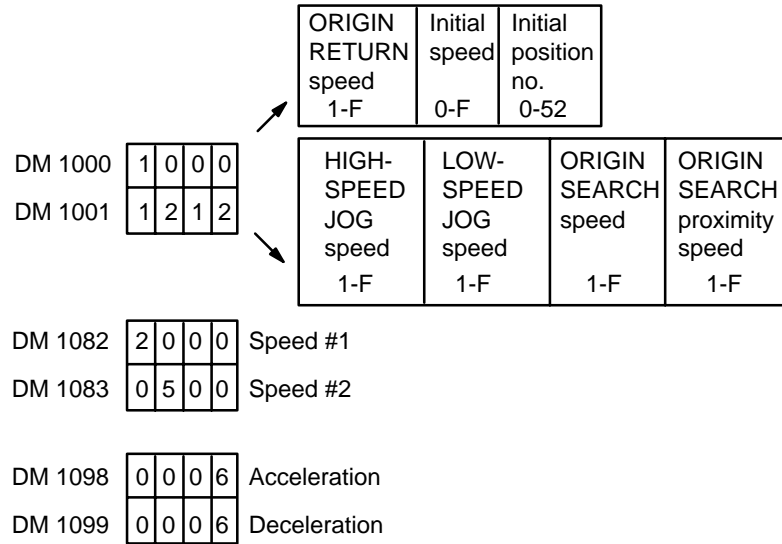 ORIGIN RETURN speed 1-F
Initial speed 0-F
Initial position no. 0-52
DM 1000 1 0 0 0
DM 1001 1 2 1 2
HIGH-SPEED JOG speed 1-F
LOW-SPEED JOG speed 1-F
ORIGIN SEARCH speed 1-F
ORIGIN SEARCH proximity speed 1-F
DM 1082 2 0 0 0 Speed #1
DM 1083 0 5 0 0 Speed #2
DM 1098 0 0 0 6 Acceleration
DM 1099 0 0 0 6 Deceleration